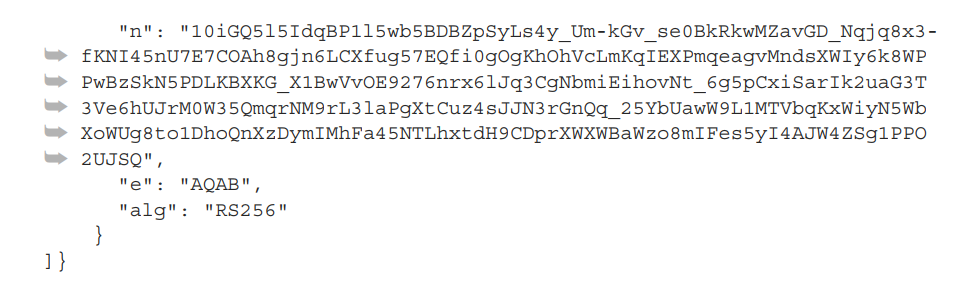 "n": "10iGQ5l5IdqBP1l5wb5BDBZpSyLs4y_Um-kGv_se0BkRkwMZavGD_Nqjq8x3-
fKNI45nU7E7COAh8gjn6LCXfug57EQfi0gOgKhOhVcLmKqIEXPmqeagvMndsXWIy6k8WP
PwBzSkN5PDLKBXKG_X1BwVvOE9276nrx6lJq3CgNbmiEihovNt_6g5pCxiSarIk2uaG3T
3Ve6hUJrM0W35QmqrNM9rL3laPgXtCuz4sJJN3rGnQq_25YbUawW9L1MTVbqKxWiyN5Wb
XoWUg8to1DhoQnXzDymIMhFa45NTLhxtdH9CDprXWXWBaWzo8mIFes5yI4AJW4ZSg1PPO
2UJSQ",
"e": "AQAB",
"alg": "RS256"
}
]}